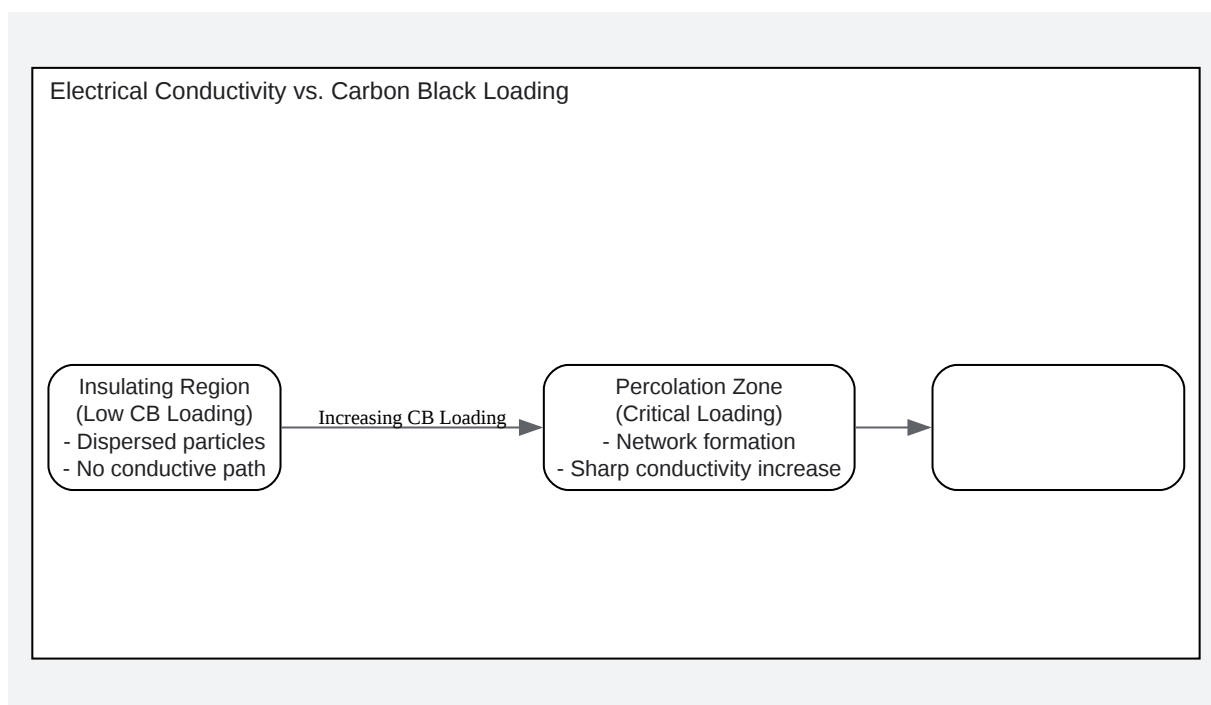 Electrical Conductivity vs. Carbon Black Loading
Insulating Region
(Low CB Loading)
- Dispersed particles
- No conductive path
Increasing CB Loading
Percolation Zone
(Critical Loading)
- Network formation
- Sharp conductivity increase